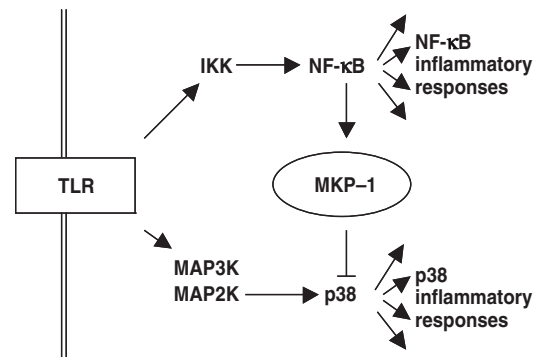 IKK
NF-κB
NF-κB
inflammatory
responses
TLR
MKP–1
MAP3K
MAP2K
p38
p38
inflammatory
responses